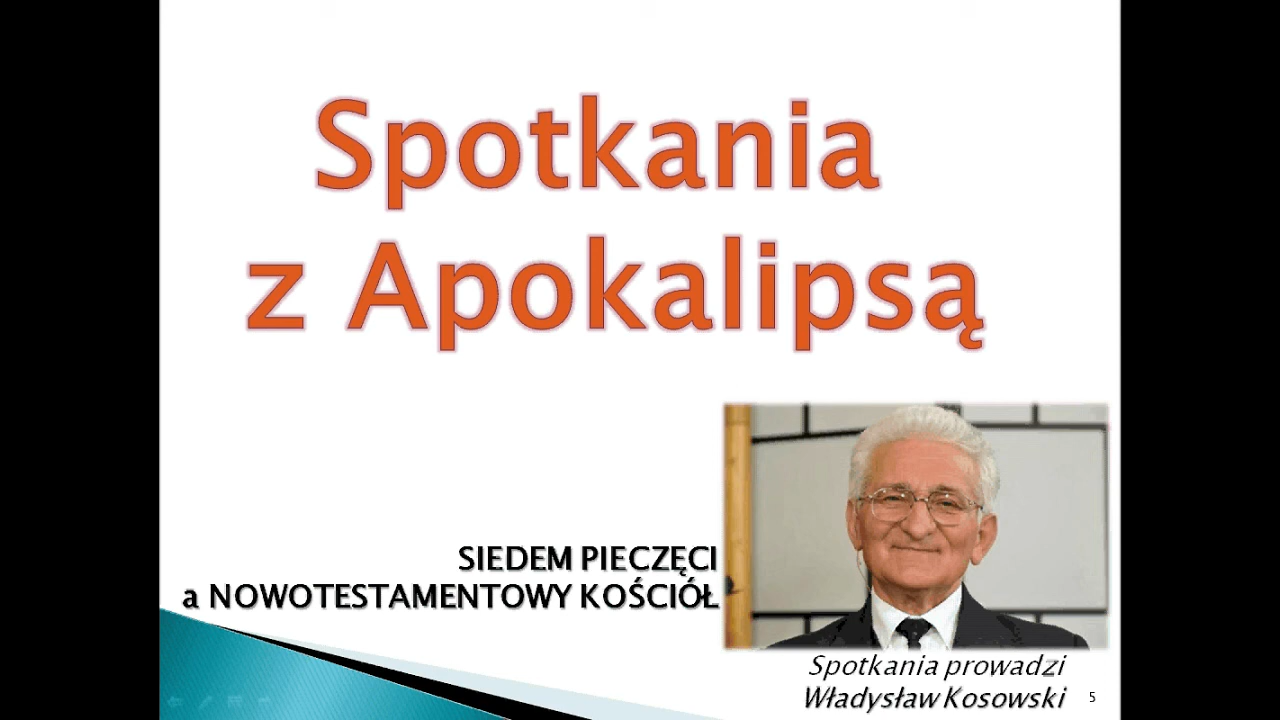 Spotkania
z Apokalipsą
SIEDEM PIECZĘCI
a NOWOTESTAMENTOWY KOŚCIÓŁ
Spotkania prowadzi
Władysław Kosowski
5